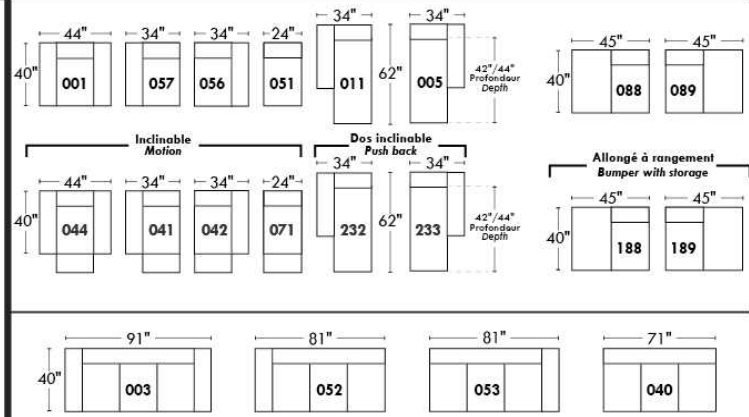 44" 34" 34" 24" 34" 34" 45" 45"
40" 001 057 056 051 011 62" 005 42"/44" 40" 088 089
Profondeur
Depth
Inclinable
Motion
Dos inclinable
Push back
Allongé à rangement
Bumper with storage
44" 34" 34" 24" 34" 34" 45" 45"
40" 044 041 042 071 232 62" 233 42"/44" 40" 188 189
Profondeur
Depth
91" 81" 81" 71"
40" 003 052 053 040